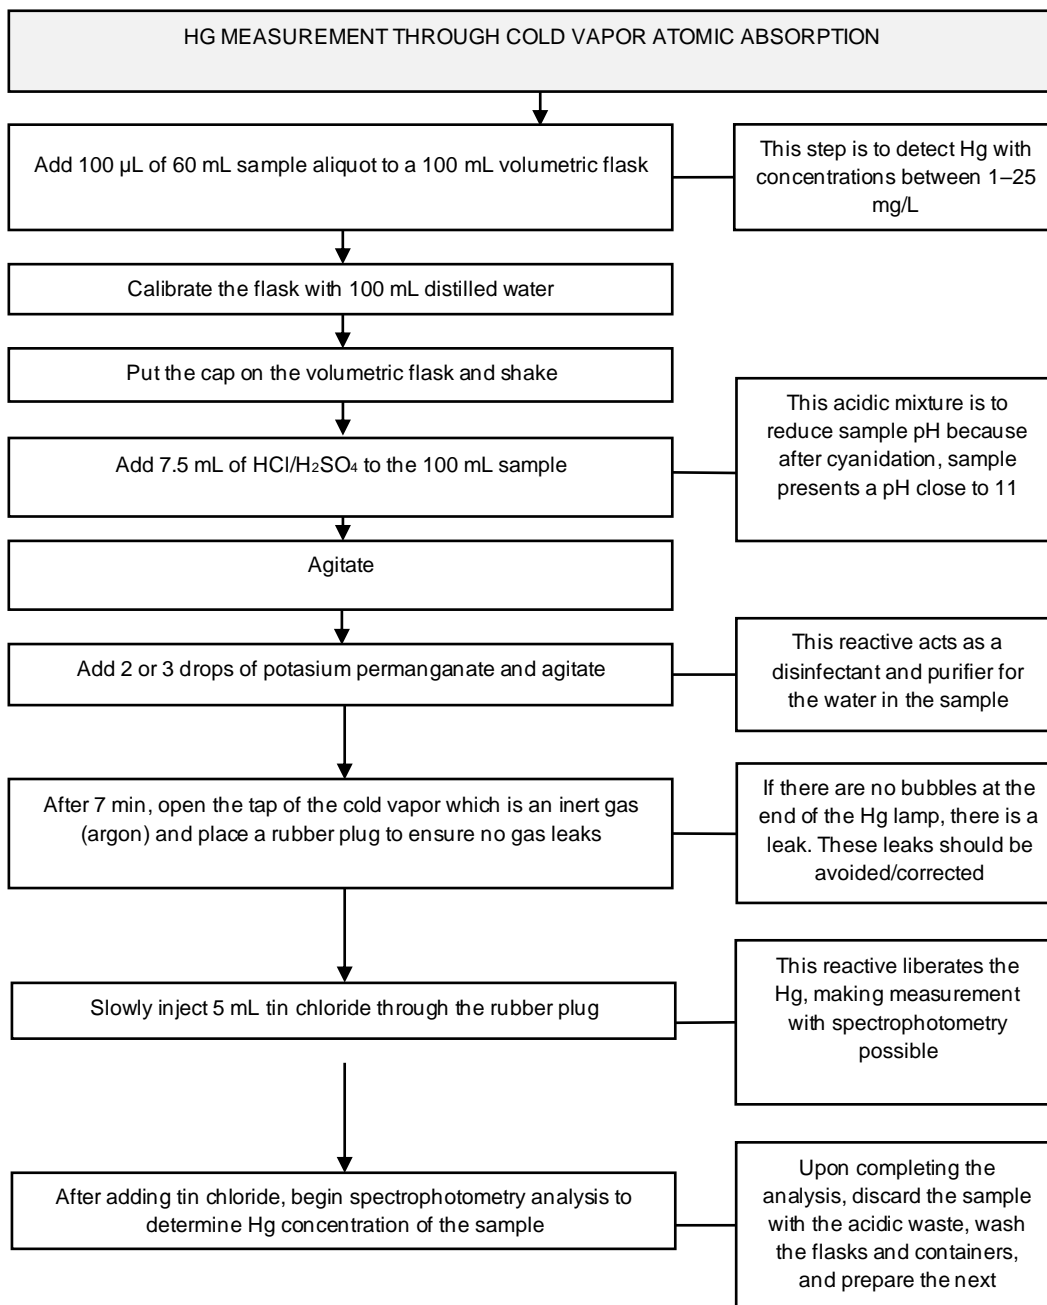 HG MEASUREMENT THROUGH COLD VAPOR ATOMIC ABSORPTION
Add 100 µL of 60 mL sample aliquot to a 100 mL volumetric flask
This step is to detect Hg with
concentrations between 1–25
mg/L
Calibrate the flask with 100 mL distilled water
Put the cap on the volumetric flask and shake
Add 7.5 mL of HCl/H₂SO₄ to the 100 mL sample
This acidic mixture is to
reduce sample pH because
after cyanidation, sample
presents a pH close to 11
Agitate
Add 2 or 3 drops of potasium permanganate and agitate
This reactive acts as a
disinfectant and purifier for
the water in the sample
After 7 min, open the tap of the cold vapor which is an inert gas
(argon) and place a rubber plug to ensure no gas leaks
If there are no bubbles at the
end of the Hg lamp, there is a
leak. These leaks should be
avoided/corrected
Slowly inject 5 mL tin chloride through the rubber plug
This reactive liberates the
Hg, making measurement
with spectrophotometry
possible
After adding tin chloride, begin spectrophotometry analysis to
determine Hg concentration of the sample
Upon completing the
analysis, discard the sample
with the acidic waste, wash
the flasks and containers,
and prepare the next